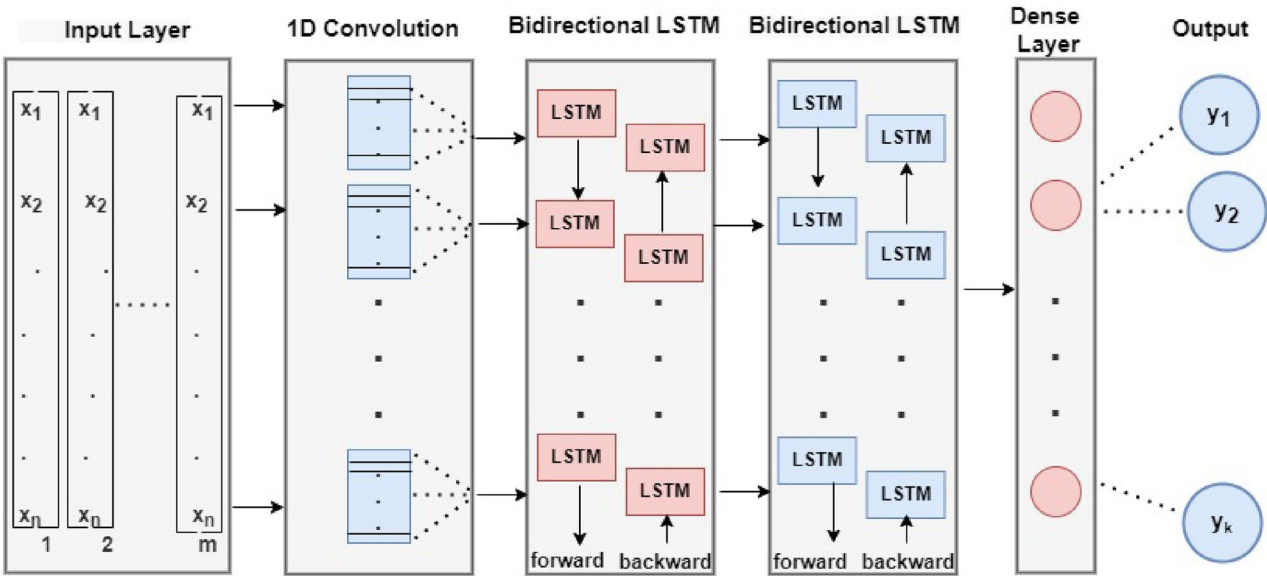 Input Layer
1D Convolution
Bidirectional LSTM
Bidirectional LSTM
Dense
Layer
Output
x1 x1 x1
x2 x2 x2
xn xn xn
1 2 m
LSTM
LSTM
LSTM
LSTM
LSTM
LSTM
forward backward
LSTM
LSTM
LSTM
LSTM
LSTM
LSTM
forward backward
y1
y2
yk